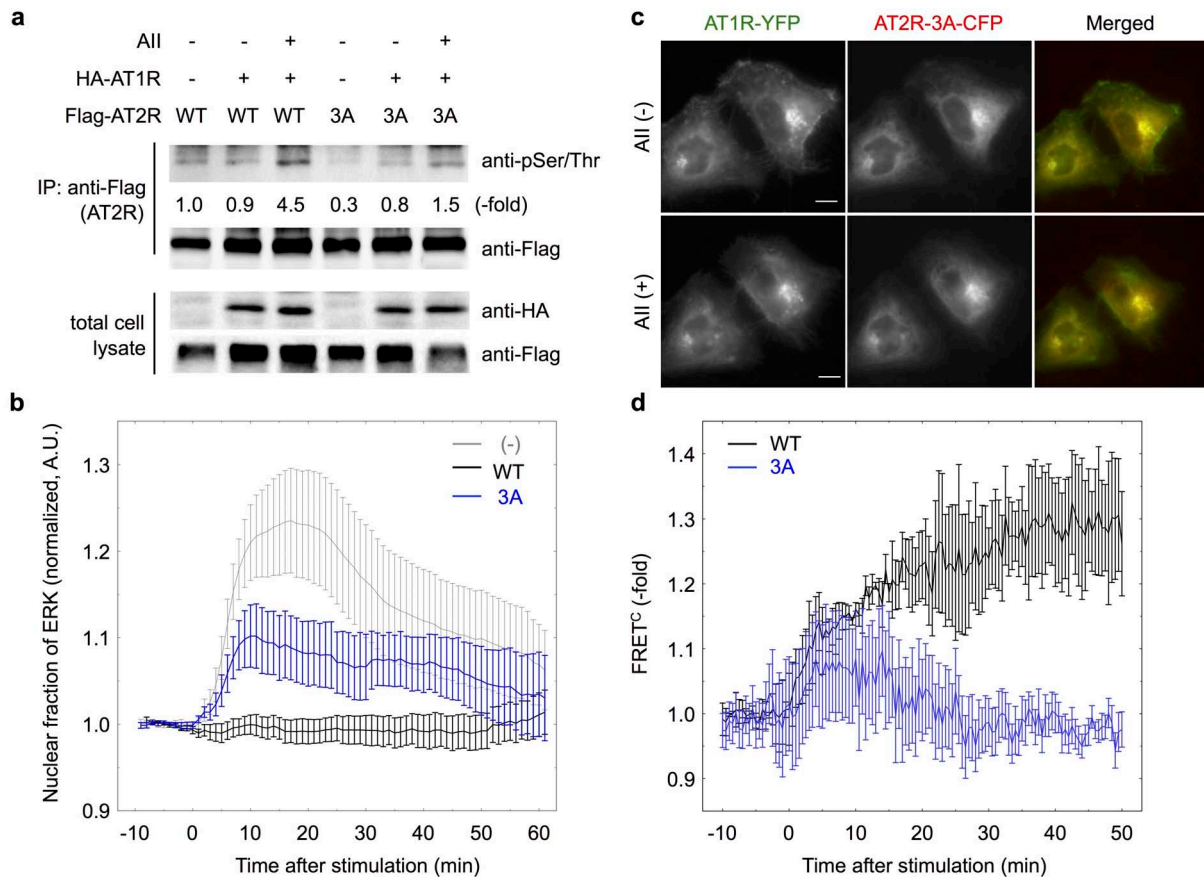 a
AII - - + - - +
HA-AT1R - + + - + +
Flag-AT2R WT WT WT 3A 3A 3A
IP: anti-Flag
(AT2R)
anti-pSer/Thr
1.0 0.9 4.5 0.3 0.8 1.5 (-fold)
anti-Flag
total cell
lysate
anti-HA
anti-Flag
b
(-)
WT
3A
Nuclear fraction of ERK (normalized, A.U.)
1.3
1.2
1.1
1.0
0.9
-10 0 10 20 30 40 50 60
Time after stimulation (min)
c
AT1R-YFP AT2R-3A-CFP Merged
AII (-)
AII (+)
d
WT
3A
FRETᶜ (-fold)
1.4
1.3
1.2
1.1
1.0
0.9
-10 0 10 20 30 40 50
Time after stimulation (min)